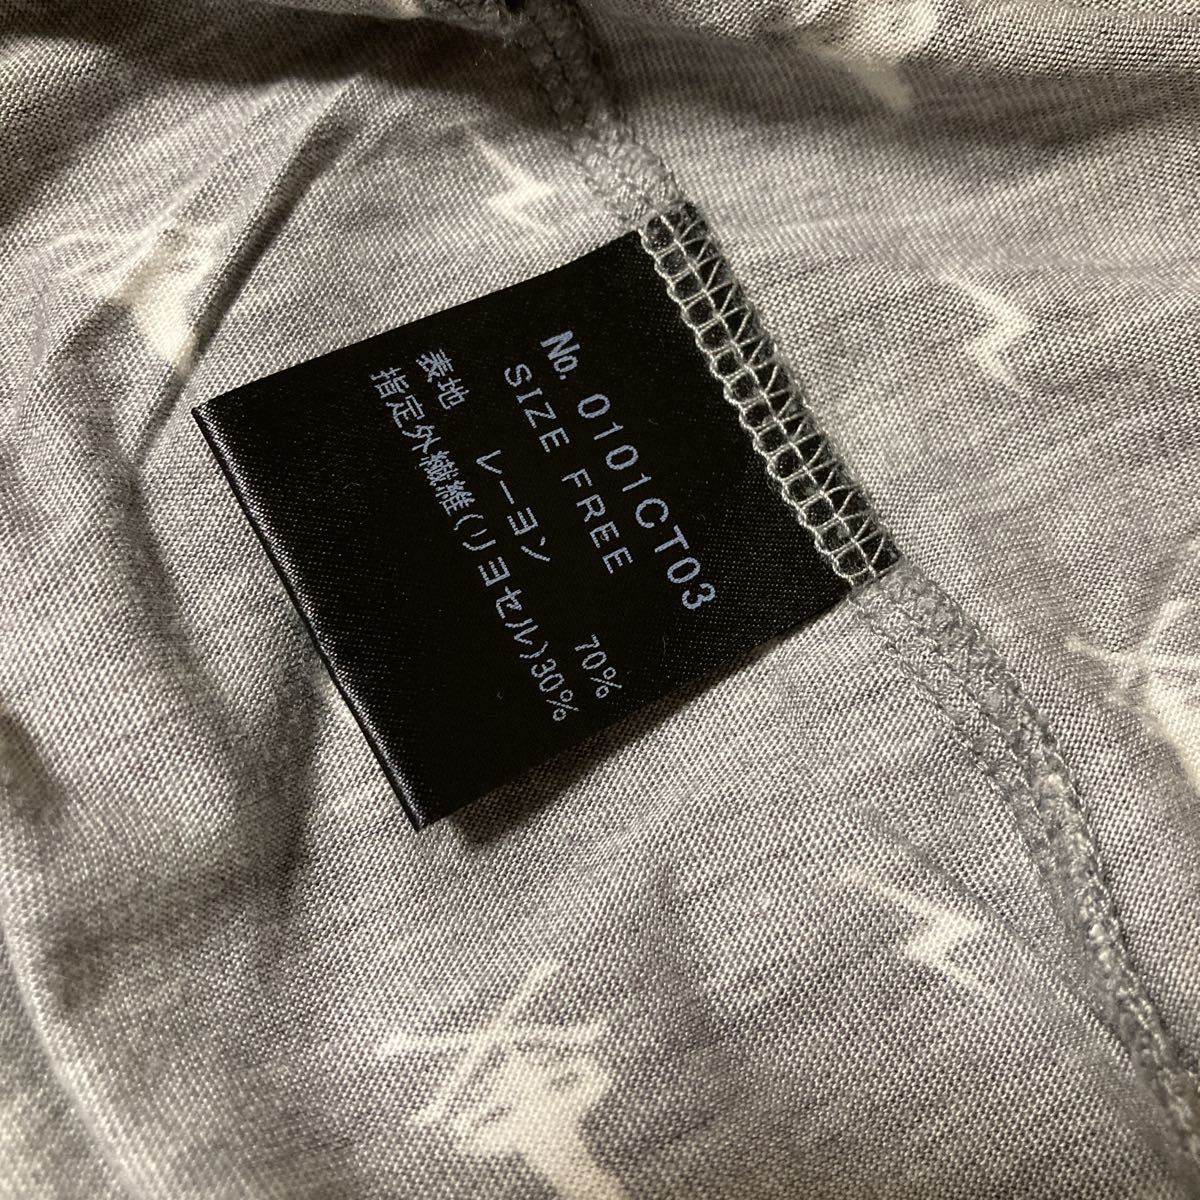 No. 0101CT03
SIZE FREE
表地 レーヨン 70%
指定外繊維(リヨセル)30%